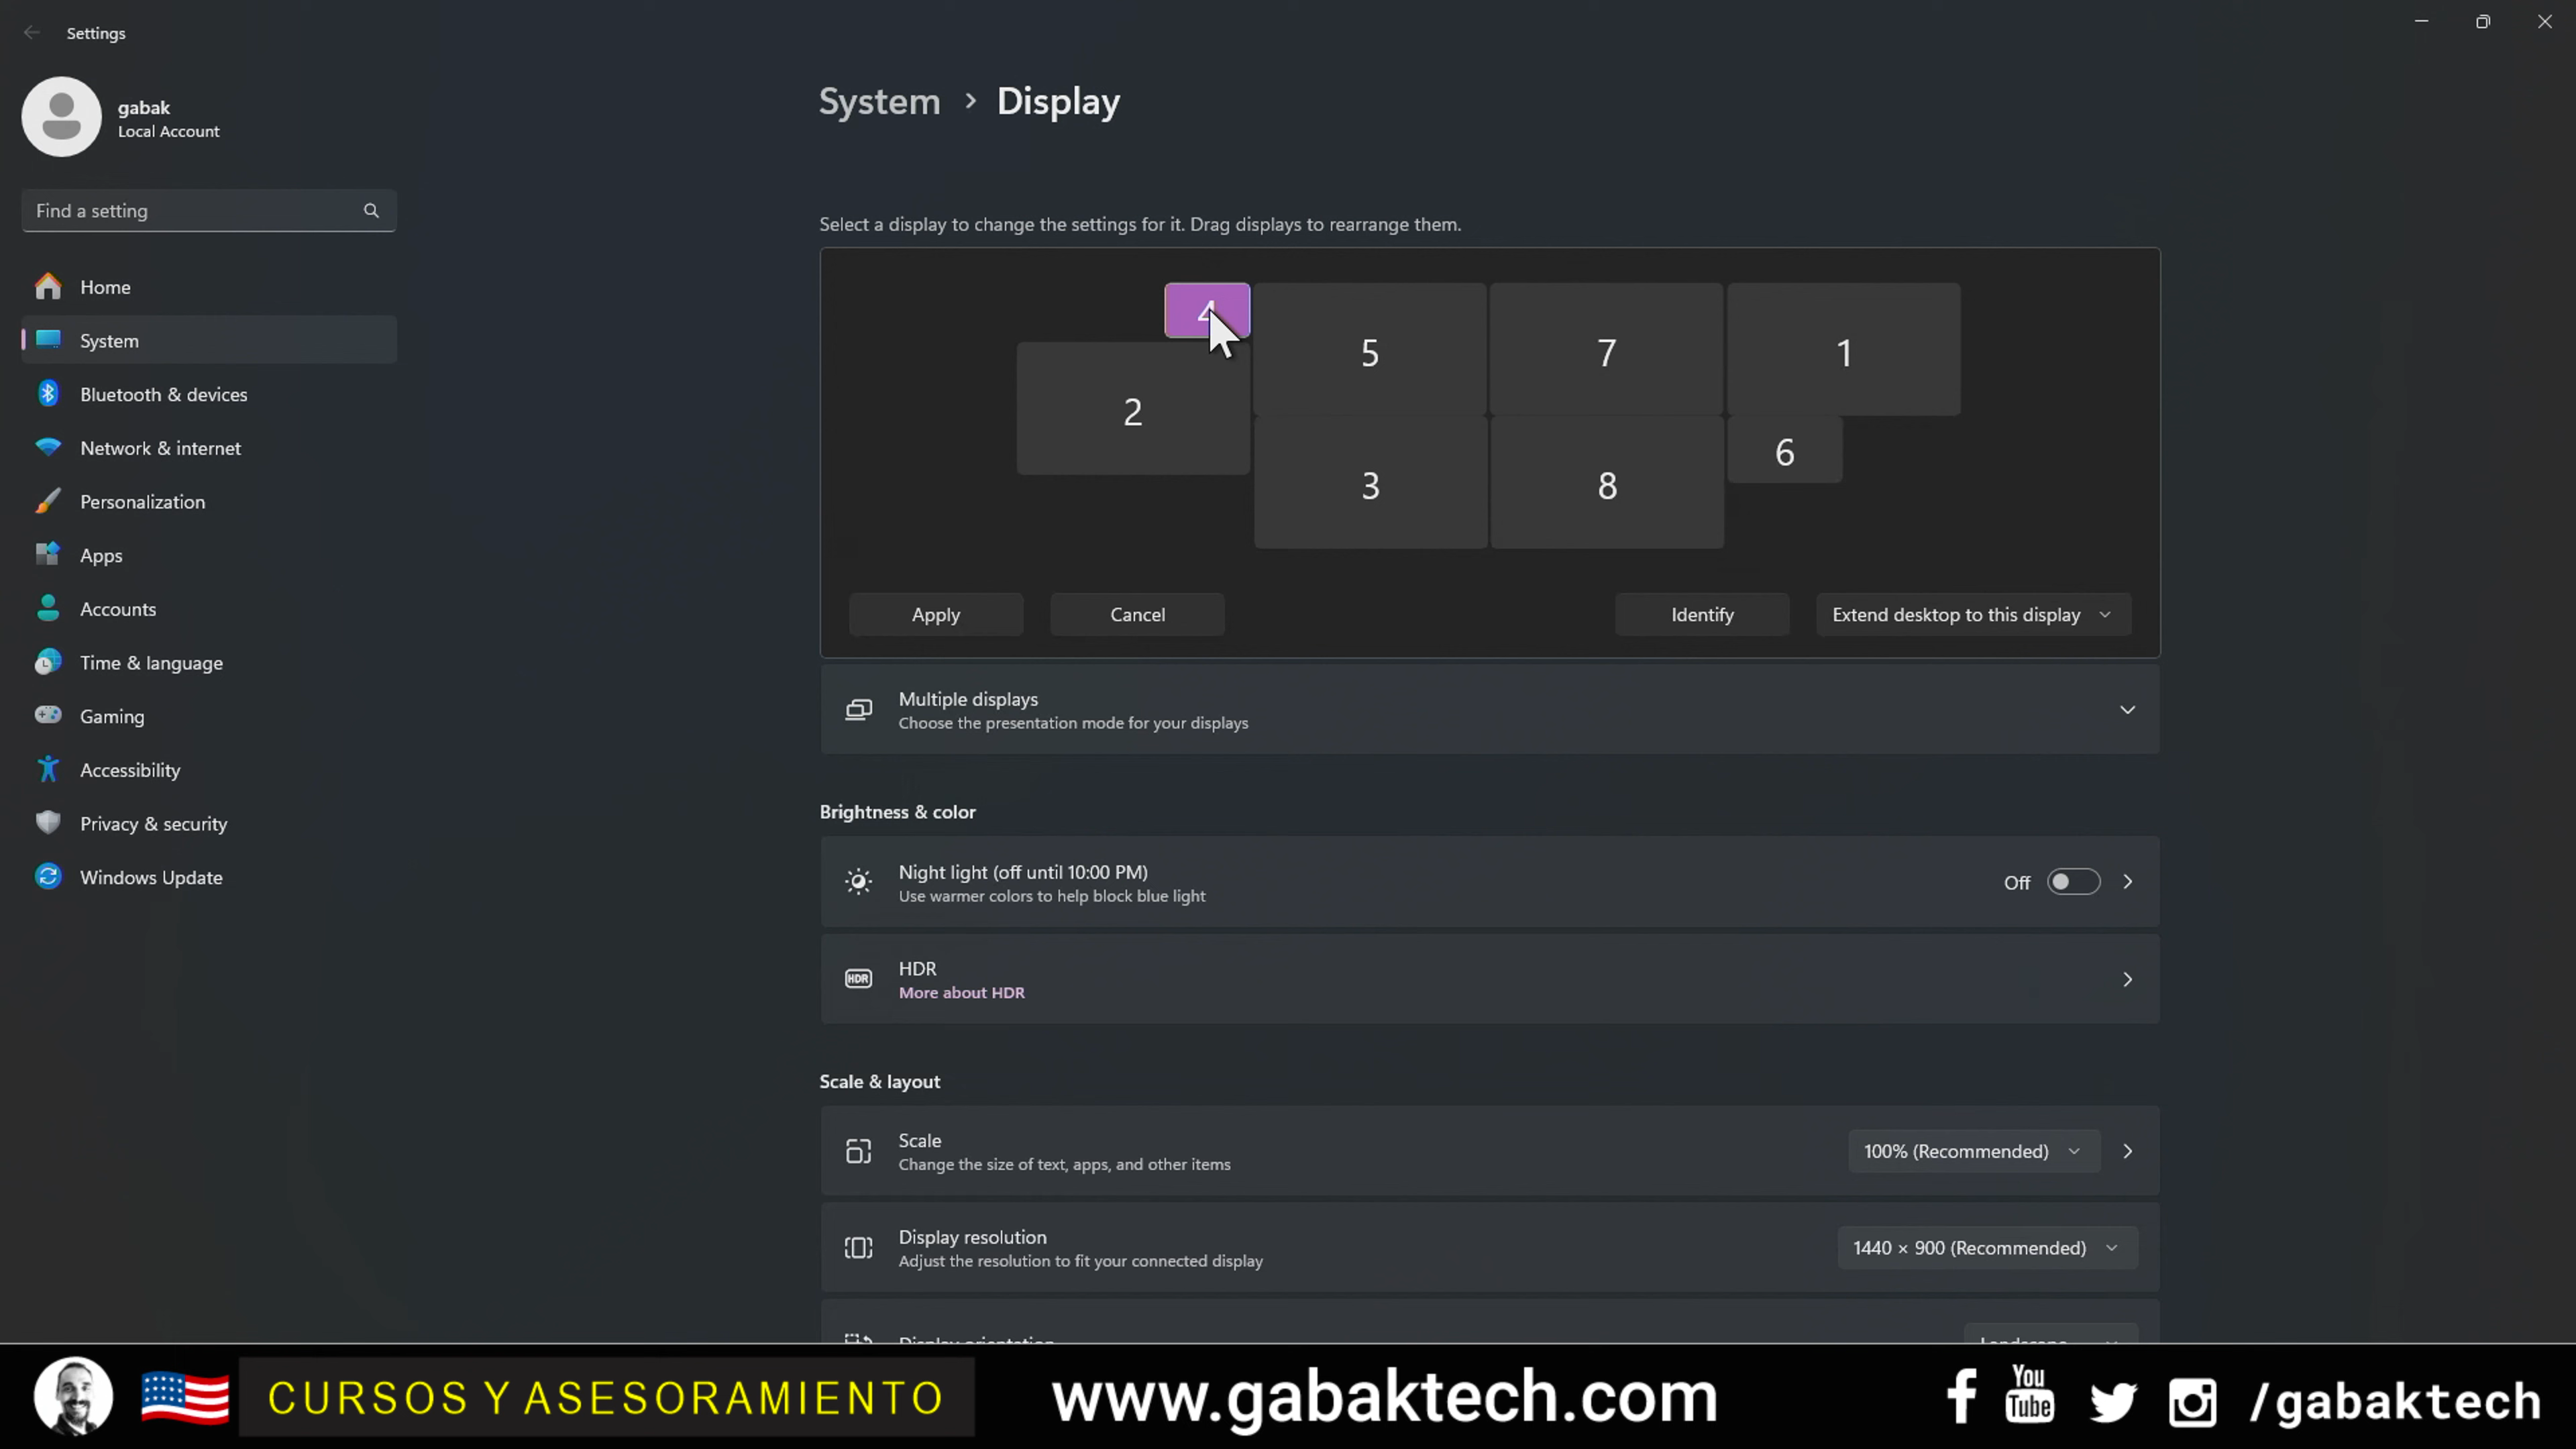 Settings
gabak
Local Account
Find a setting
Home
System
Bluetooth & devices
Network & internet
Personalization
Apps
Accounts
Time & language
Gaming
Accessibility
Privacy & security
Windows Update
System > Display
Select a display to change the settings for it. Drag displays to rearrange them.
4
5
7
1
2
6
3
8
Apply
Cancel
Identify
Extend desktop to this display
Multiple displays
Choose the presentation mode for your displays
Brightness & color
Night light (off until 10:00 PM)
Use warmer colors to help block blue light
Off
HDR
HDR
More about HDR
Scale & layout
Scale
Change the size of text, apps, and other items
100% (Recommended)
Display resolution
Adjust the resolution to fit your connected display
1440 × 900 (Recommended)
Display orientation
Landscape
CURSOS Y ASESORAMIENTO
www.gabaktech.com
You
Tube
/gabaktech